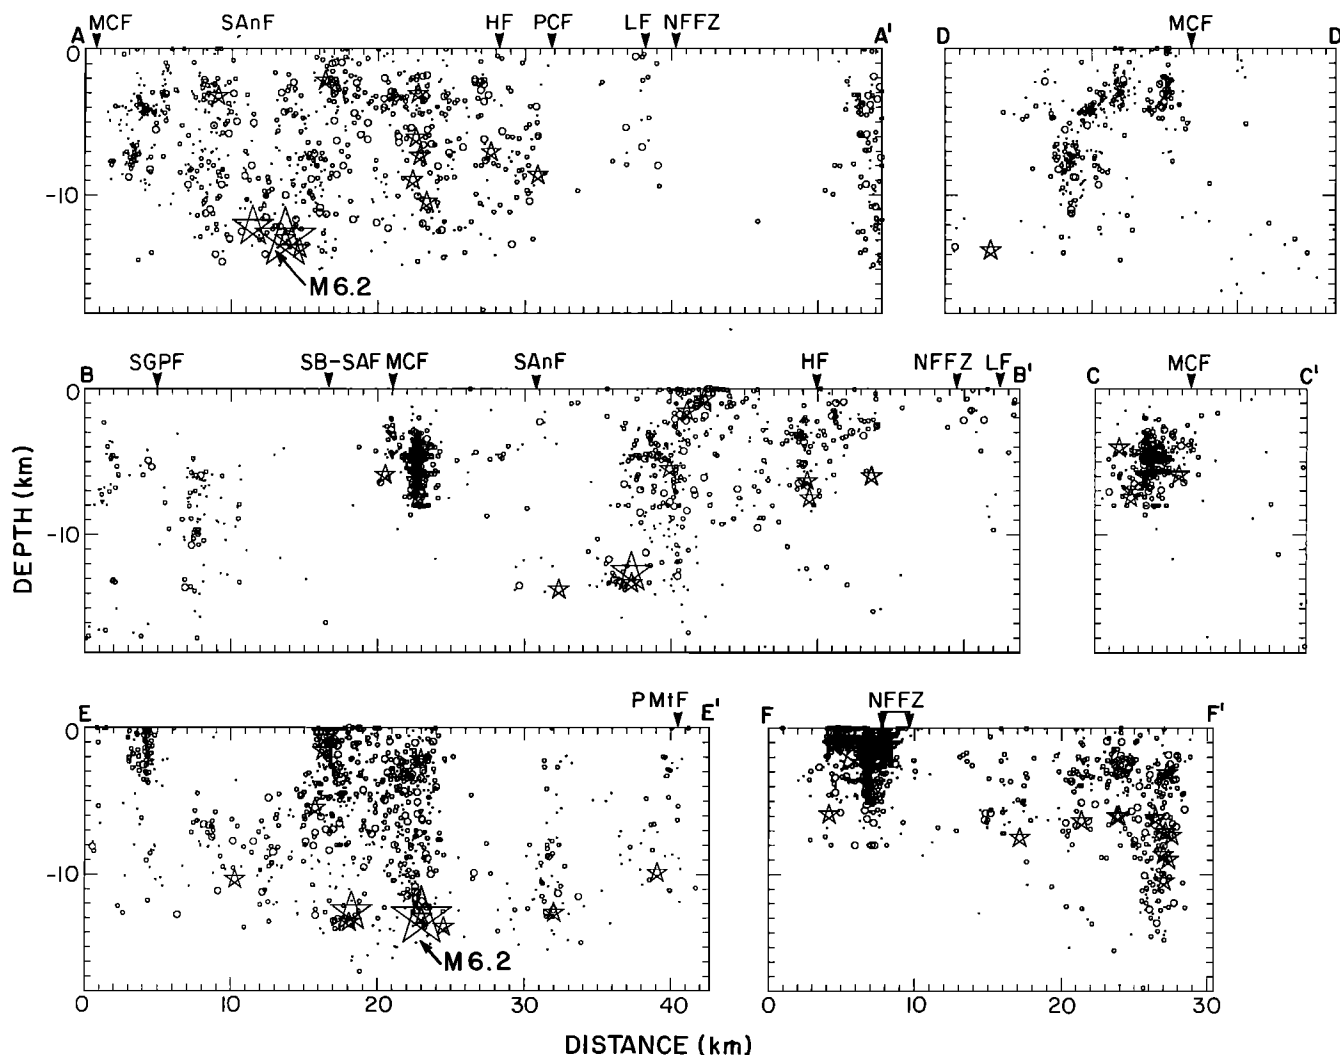 MCF SAnF HF PCF LF NFFZ MCF
A A' D D
0
-10
M6.2
SGPF SB-SAF MCF SAnF HF NFFZ LF MCF
B B' C C'
0
-10
DEPTH (km)
PMtF NFFZ
E E' F F'
0
-10
M6.2
0 10 20 30 40 0 10 20 30
DISTANCE (km)